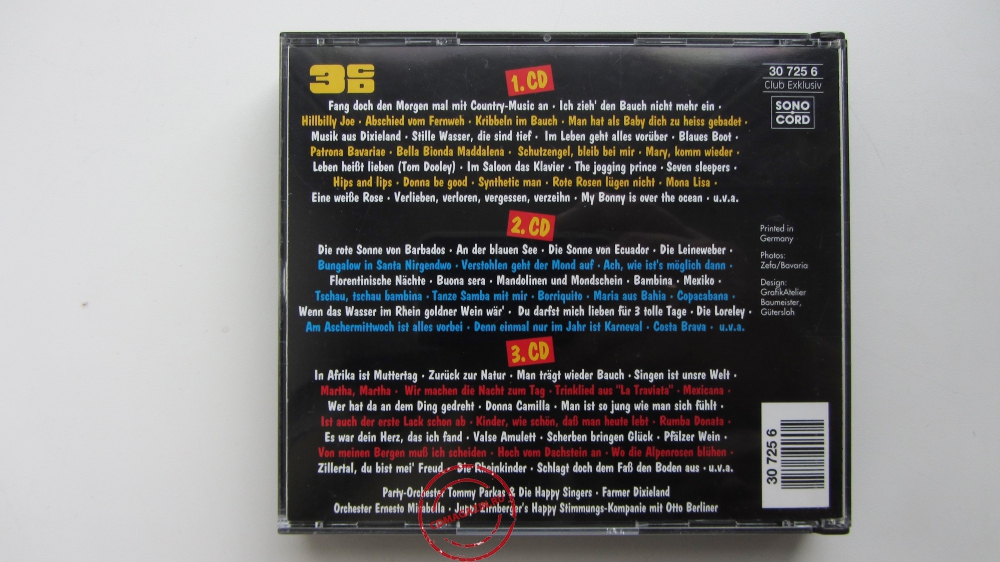 3CD
1. CD
30 725 6
Club Exklusiv
SONO
CORD
Fang doch den Morgen mal mit Country-Music an · Ich zieh' den Bauch nicht mehr ein ·
Hillbilly Joe · Abschied vom Fernweh · Kribbeln im Bauch · Man hat als Baby dich zu heiss gebadet ·
Musik aus Dixieland · Stille Wasser, die sind tief · Im Leben geht alles vorüber · Blaues Boot ·
Patrona Bavariae · Bella Bionda Maddalena · Schutzengel, bleib bei mir · Mary, komm wieder ·
Leben heißt lieben (Tom Dooley) · Im Saloon das Klavier · The jogging prince · Seven sleepers ·
Hips and lips · Donna be good · Synthetic man · Rote Rosen lügen nicht · Mona Lisa ·
Eine weiße Rose · Verlieben, verloren, vergessen, verzeihn · My Bonny is over the ocean · u.v.a.
2. CD
Die rote Sonne von Barbados · An der blauen See · Die Sonne von Ecuador · Die Leineweber ·
Bungalow in Santa Nirgendwo · Verstohlen geht der Mond auf · Ach, wie ist's möglich dann ·
Florentinische Nächte · Buona sera · Mandolinen und Mondschein · Bambina · Mexiko ·
Tschau, tschau bambina · Tanze Samba mit mir · Borriquito · Maria aus Bahia · Copacabana ·
Wenn das Wasser im Rhein goldner Wein wär' · Du darfst mich lieben für 3 tolle Tage · Die Loreley ·
Am Aschermittwoch ist alles vorbei · Denn einmal nur im Jahr ist Karneval · Costa Brava · u.v.a.
Printed in
Germany
Photos:
Zefa/Bavaria
Design:
GrafikAtelier
Baumeister,
Gütersloh
3. CD
In Afrika ist Muttertag · Zurück zur Natur · Man trägt wieder Bauch · Singen ist unsre Welt ·
Martha, Martha · Wir machen die Nacht zum Tag · Trinklied aus "La Traviata" · Mexicana ·
Wer hat da an dem Ding gedreht · Donna Camilla · Man ist so jung wie man sich fühlt ·
Ist auch der erste Lack schon ab · Kinder, wie schön, daß man heute lebt · Rumba Donata ·
Es war dein Herz, das ich fand · Valse Amulett · Scherben bringen Glück · Pfälzer Wein ·
Von meinen Bergen muß ich scheiden · Hoch vom Dachstein an · Wo die Alpenrosen blühen ·
Zillertal, du bist mei' Freud · Die Rheinkinder · Schlagt doch dem Faß den Boden aus · u.v.a.
30 725 6
Party-Orchester Tommy Parkas & Die Happy Singers · Farmer Dixieland
Orchester Ernesto Mirabella · Jupp Zirnberger's Happy Stimmungs-Kompanie mit Otto Berliner